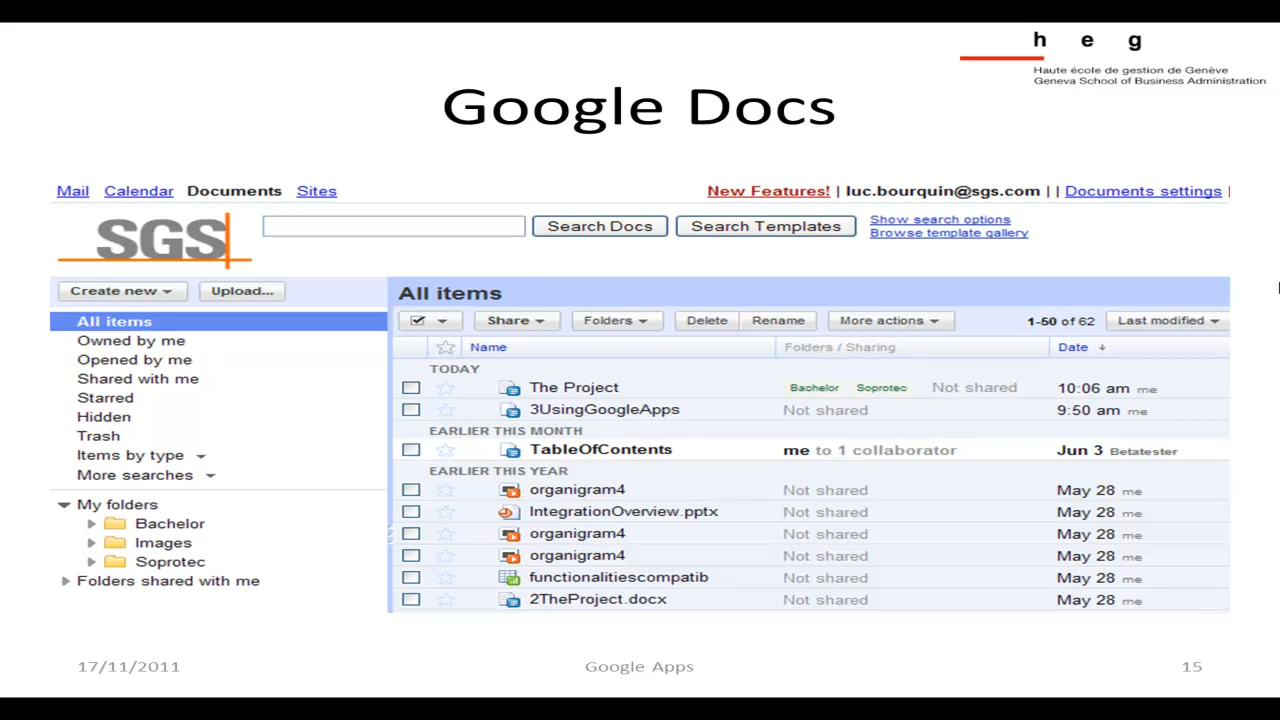 h e g
Haute école de gestion de Genève
Geneva School of Business Administration
Google Docs
Mail Calendar Documents Sites
New Features! | luc.bourquin@sgs.com | | Documents settings |
SGS
Search Docs Search Templates
Show search options
Browse template gallery
Create new Upload...
All items
Owned by me
Opened by me
Shared with me
Starred
Hidden
Trash
Items by type
More searches
My folders
Bachelor
Images
Soprotec
Folders shared with me
All items
Share Folders Delete Rename More actions 1-50 of 62 Last modified
Name Folders / Sharing Date
TODAY
The Project Bachelor Soprotec Not shared 10:06 am me
3UsingGoogleApps Not shared 9:50 am me
EARLIER THIS MONTH
TableOfContents me to 1 collaborator Jun 3 Betatester
EARLIER THIS YEAR
organigram4 Not shared May 28 me
IntegrationOverview.pptx Not shared May 28 me
organigram4 Not shared May 28 me
organigram4 Not shared May 28 me
functionalitiescompatib Not shared May 28 me
2TheProject.docx Not shared May 28 me
17/11/2011 Google Apps 15